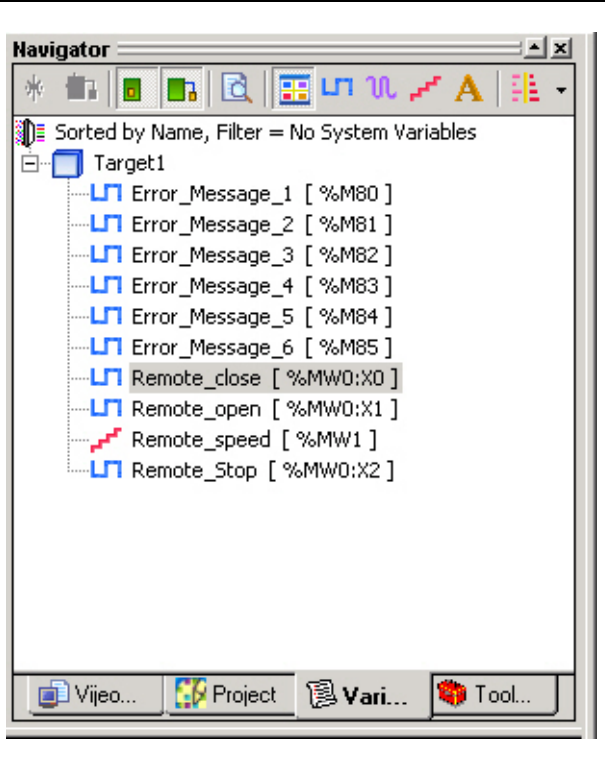 Navigator
Sorted by Name, Filter = No System Variables
Target1
Error_Message_1 [ %M80 ]
Error_Message_2 [ %M81 ]
Error_Message_3 [ %M82 ]
Error_Message_4 [ %M83 ]
Error_Message_5 [ %M84 ]
Error_Message_6 [ %M85 ]
Remote_close [ %MW0:X0 ]
Remote_open [ %MW0:X1 ]
Remote_speed [ %MW1 ]
Remote_Stop [ %MW0:X2 ]
Vijeo... Project Vari... Tool...